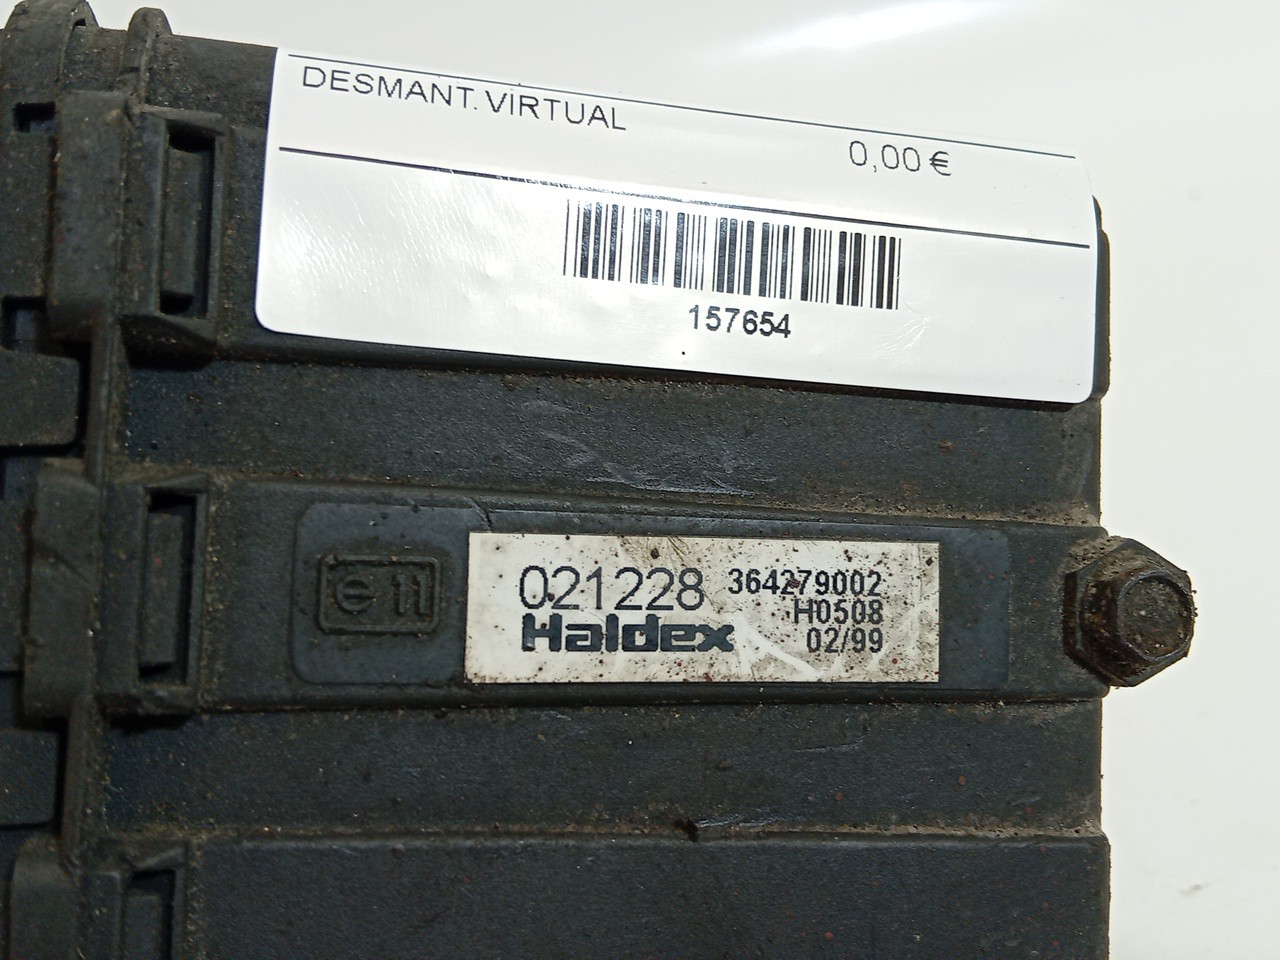 DESMANT. VIRTUAL
0,00 €
157654
e 11
021228
364279002
H0508
Haldex
02/99